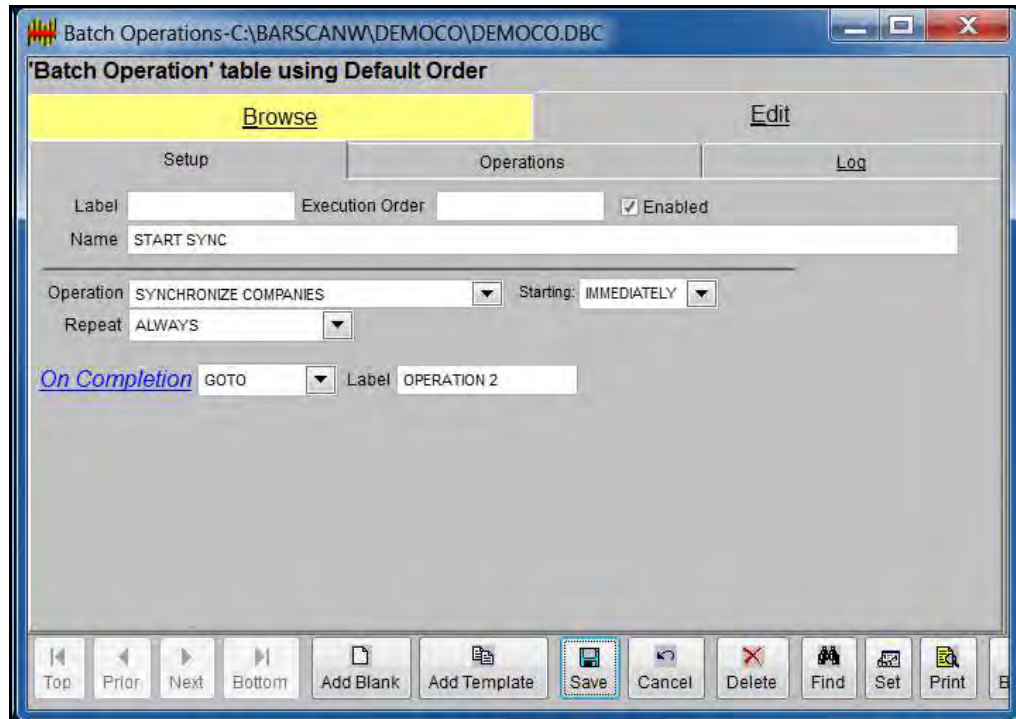 Batch Operations-C:\BARSCANW\DEMOCO\DEMOCO.DBC
'Batch Operation' table using Default Order
Browse Edit
Setup Operations Log
Label Execution Order Enabled
Name START SYNC
Operation SYNCHRONIZE COMPANIES Starting: IMMEDIATELY
Repeat ALWAYS
On Completion GOTO Label OPERATION 2
Top Prior Next Bottom Add Blank Add Template Save Cancel Delete Find Set Print